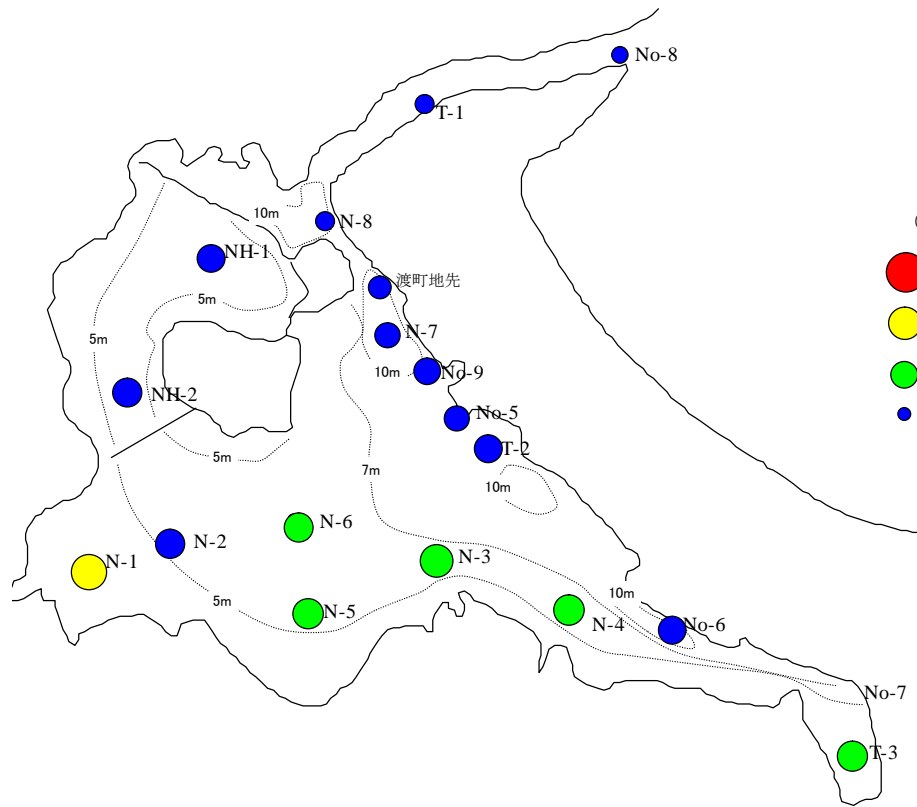 No-8
T-1
(
10m
N-8
NH-1
渡町地先
5m
5m
N-7
10m
No-9
NH-2
No-5
T-2
5m
7m
10m
N-6
N-2
N-3
N-1
10m
5m
N-5
N-4
No-6
No-7
T-3